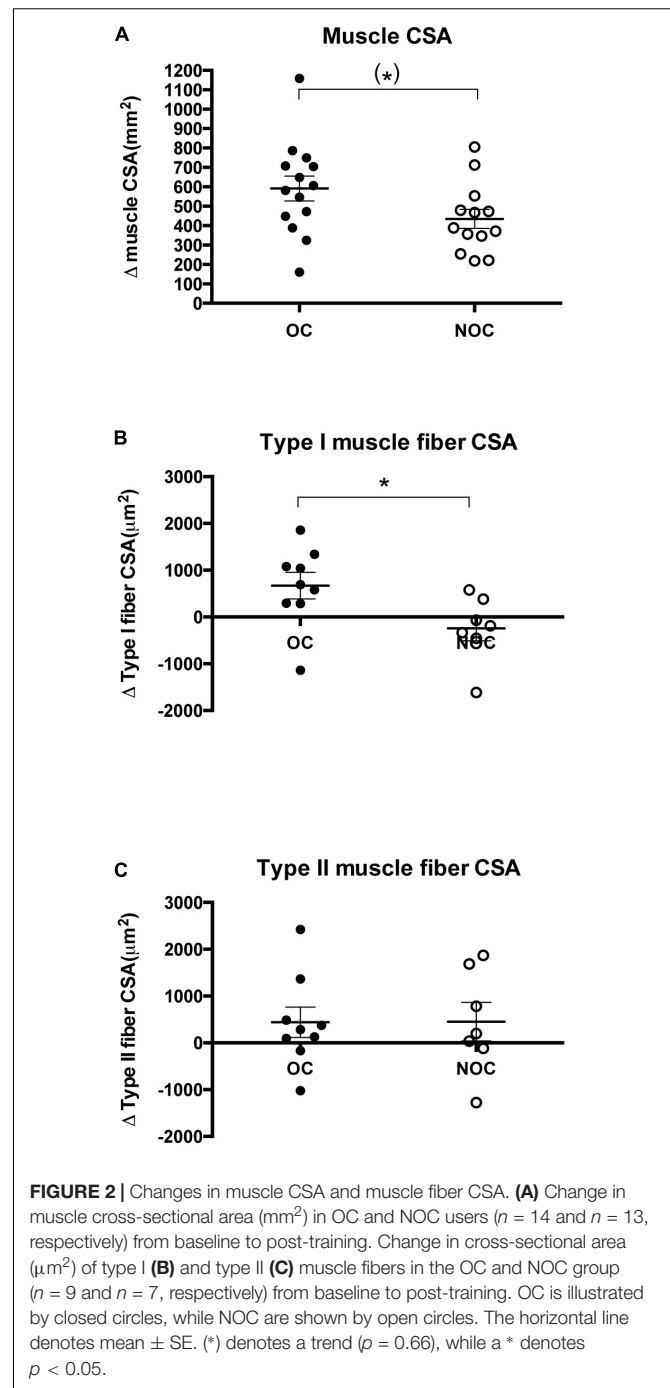 A
Muscle CSA
Δ muscle CSA(mm²)
1200
1100
1000
900
800
700
600
500
400
300
200
100
0
(*)
OC NOC
B
Type I muscle fiber CSA
Δ Type I fiber CSA(μm²)
3000
2000
1000
0
-1000
-2000
*
OC NOC
C
Type II muscle fiber CSA
Δ Type II fiber CSA(μm²)
3000
2000
1000
0
-1000
-2000
OC NOC
FIGURE 2 | Changes in muscle CSA and muscle fiber CSA. (A) Change in
muscle cross-sectional area (mm²) in OC and NOC users (n = 14 and n = 13,
respectively) from baseline to post-training. Change in cross-sectional area
(μm²) of type I (B) and type II (C) muscle fibers in the OC and NOC group
(n = 9 and n = 7, respectively) from baseline to post-training. OC is illustrated
by closed circles, while NOC are shown by open circles. The horizontal line
denotes mean ± SE. (*) denotes a trend (p = 0.66), while a * denotes
p < 0.05.